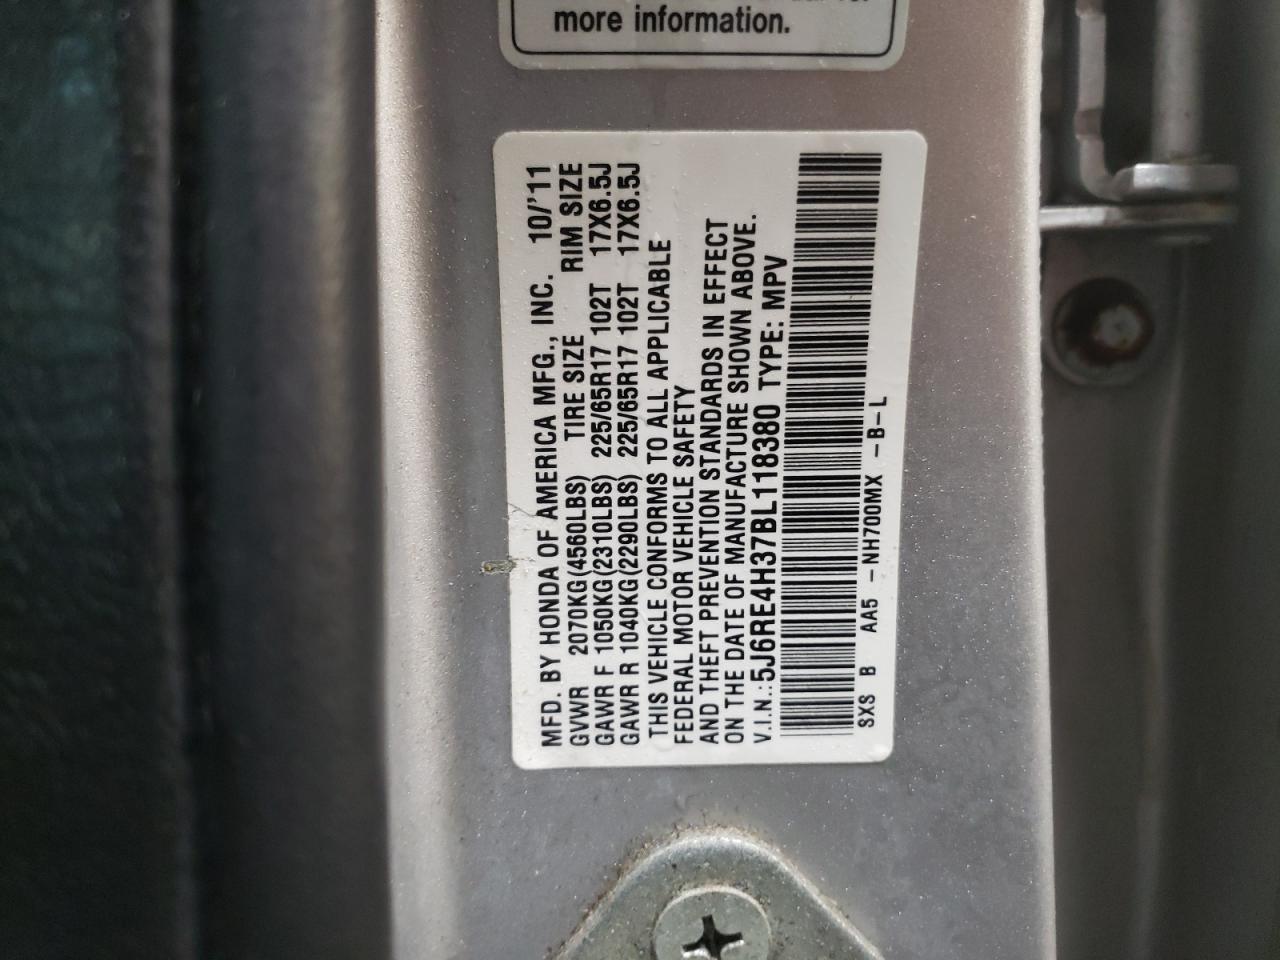 more information.
MFD. BY HONDA OF AMERICA MFG., INC. 10/'11
GVWR 2070KG(4560LBS) TIRE SIZE RIM SIZE
GAWR F 1050KG(2310LBS) 225/65R17 102T 17X6.5J
GAWR R 1040KG(2290LBS) 225/65R17 102T 17X6.5J
THIS VEHICLE CONFORMS TO ALL APPLICABLE
FEDERAL MOTOR VEHICLE SAFETY
AND THEFT PREVENTION STANDARDS IN EFFECT
ON THE DATE OF MANUFACTURE SHOWN ABOVE.
V.I.N.: 5J6RE4H37BL118380 TYPE: MPV
SXS B AA5 -NH700MX -B-L